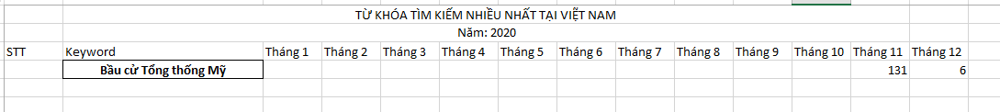 TỪ KHÓA TÌM KIẾM NHIỀU NHẤT TẠI VIỆT NAM
Năm: 2020
STT Keyword Tháng 1 Tháng 2 Tháng 3 Tháng 4 Tháng 5 Tháng 6 Tháng 7 Tháng 8 Tháng 9 Tháng 10 Tháng 11 Tháng 12
Bầu cử Tổng thống Mỹ 131 6